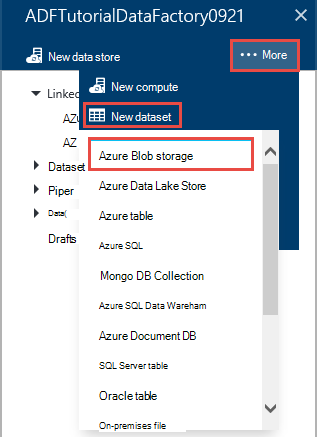 ADFTutorialDataFactory0921
New data store
More
New compute
Linked
New dataset
AZu
AZ
Azure Blob storage
Dataset
Azure Data Lake Store
Piper
Azure table
Data(
Drafts
Azure SQL
Mongo DB Collection
Azure SQL Data Wareham
Azure Document DB
SQL Server table
Oracle table
On-premises file